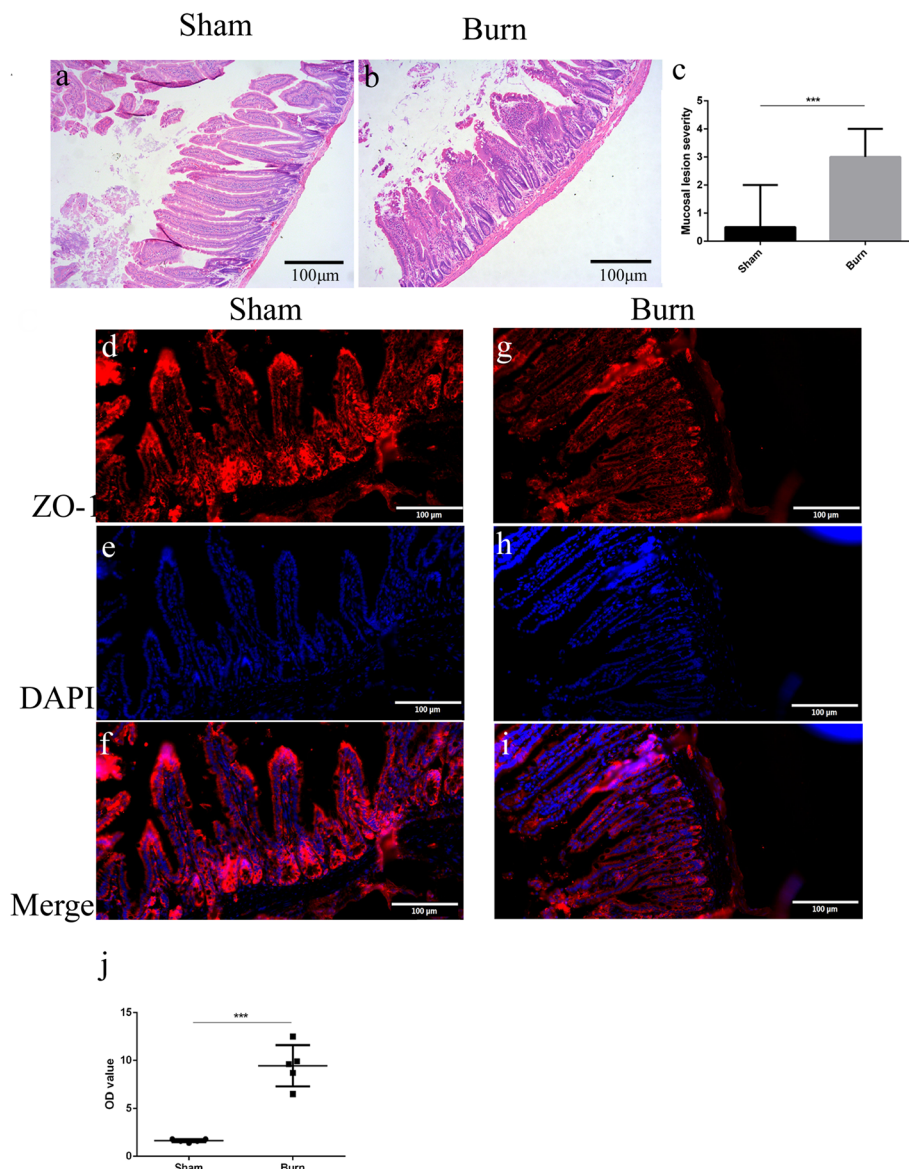 Sham
Burn
a
b
c
100μm
100μm
Mucosal lesion severity
5
4
3
2
1
0
***
Sham
Burn
Sham
Burn
d
g
ZO-1
100 μm
100 μm
e
h
DAPI
100 μm
100 μm
f
i
Merge
100 μm
100 μm
j
OD value
15
10
5
0
***
Sham
Burn